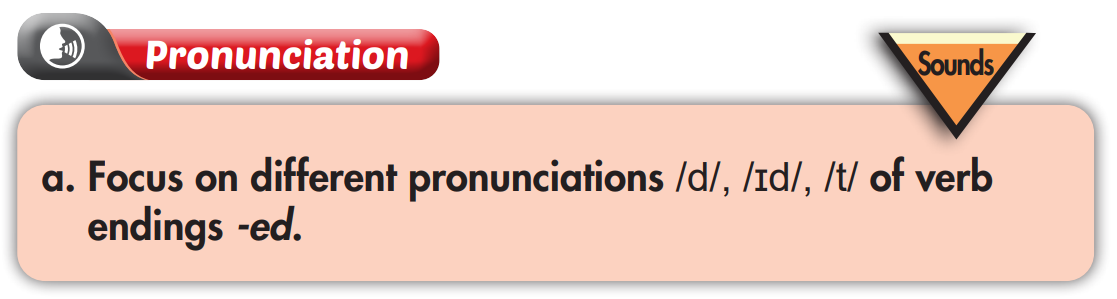 Pronunciation
Sounds
a. Focus on different pronunciations /d/, /ɪd/, /t/ of verb
endings -ed.